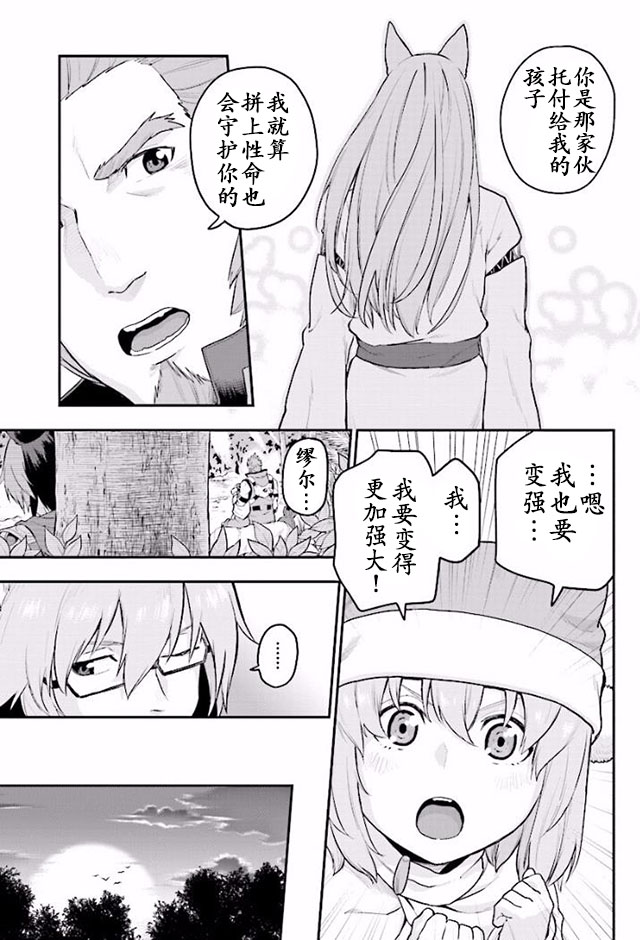 你是那家伙
托付给我的
孩子
我就算
拼上性命也
会守护你的
…嗯
我也要
变强…
我…
我要变得
更加强大！
缪尔…
……